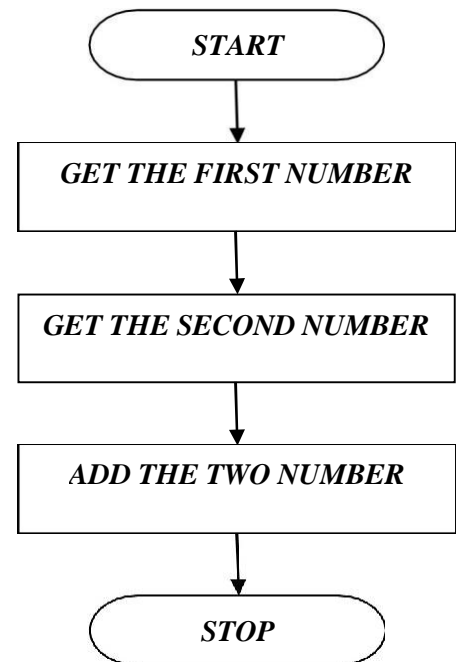 START
GET THE FIRST NUMBER
GET THE SECOND NUMBER
ADD THE TWO NUMBER
STOP